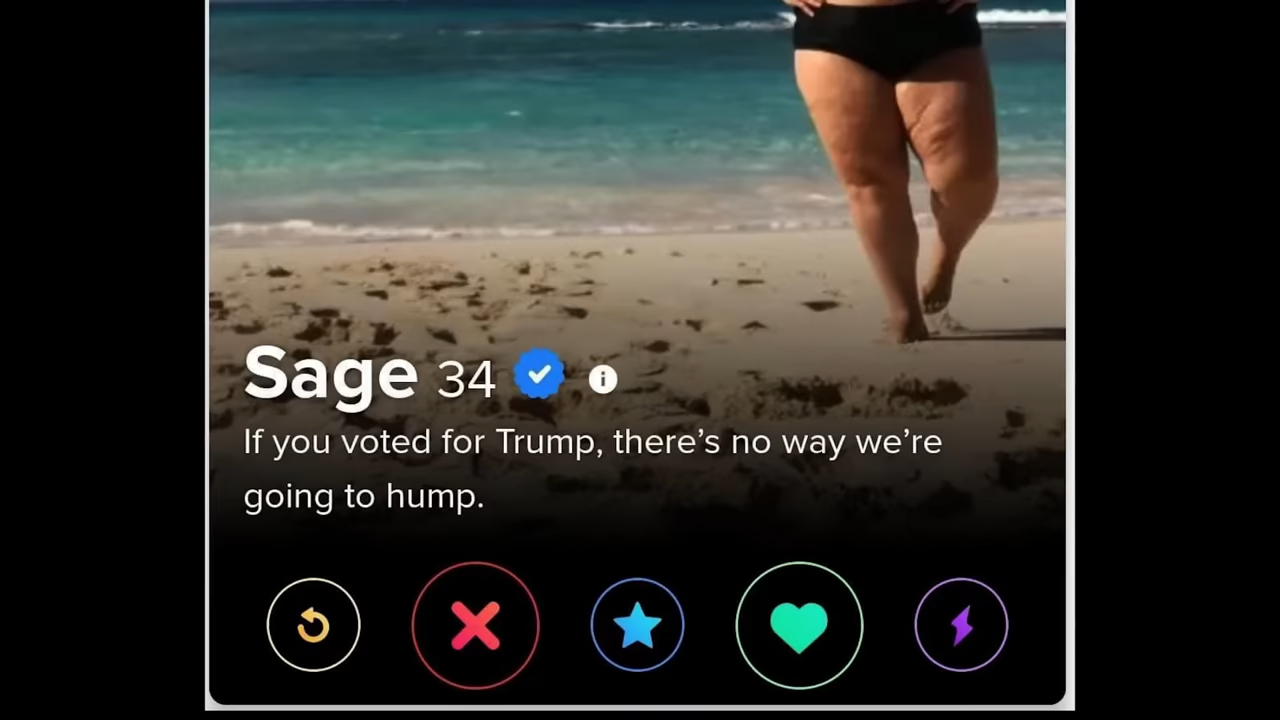 Sage 34
If you voted for Trump, there’s no way we’re
going to hump.